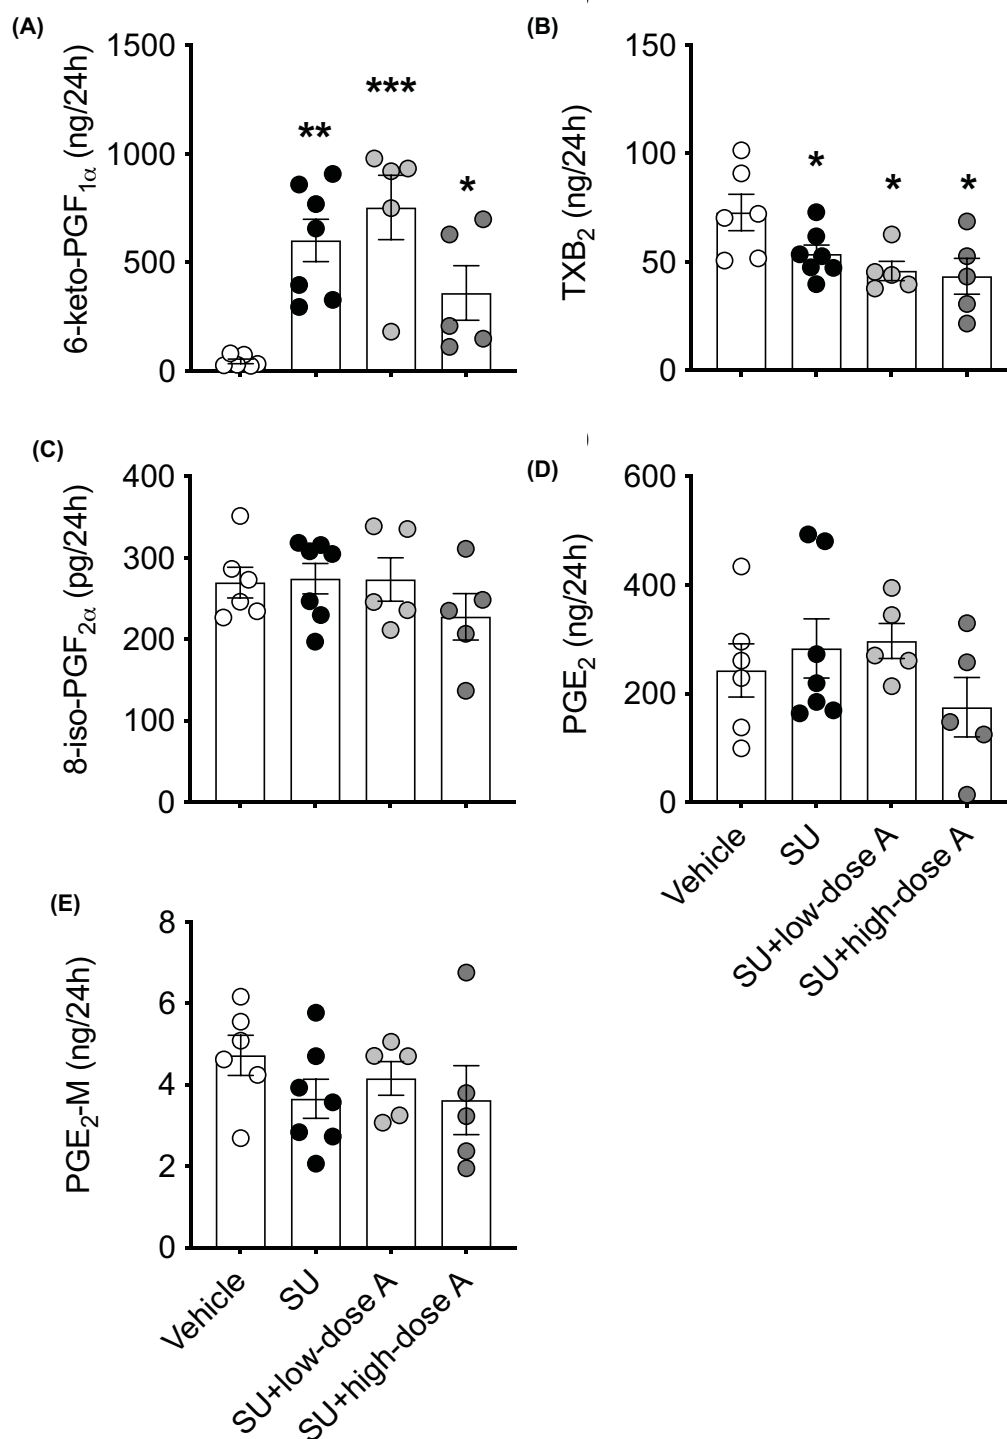 (A)
6-keto-PGF1α (ng/24h)
1500
1000
500
0
**
***
*
(B)
TXB2 (ng/24h)
150
100
50
0
*
*
*
(C)
8-iso-PGF2α (pg/24h)
400
300
200
100
0
(D)
PGE2 (ng/24h)
600
400
200
0
Vehicle
SU
SU+low-dose A
SU+high-dose A
(E)
PGE2-M (ng/24h)
8
6
4
2
0
Vehicle
SU
SU+low-dose A
SU+high-dose A